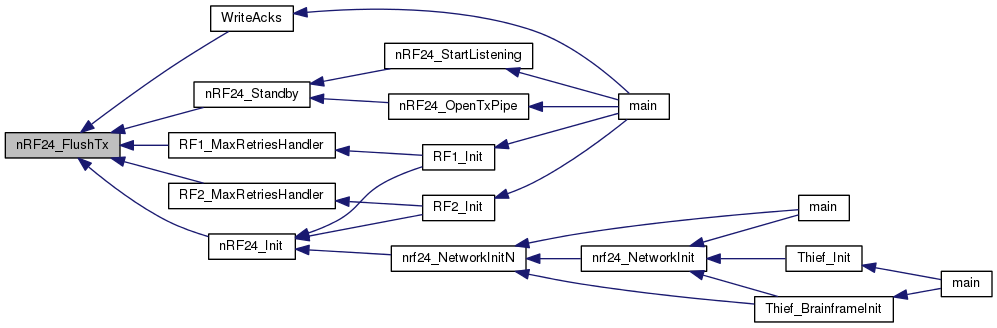 WriteAcks
nRF24_StartListening
nRF24_Standby
nRF24_OpenTxPipe
main
nRF24_FlushTx
RF1_MaxRetriesHandler
RF1_Init
RF2_MaxRetriesHandler
RF2_Init
main
nRF24_Init
nrf24_NetworkInitN
nrf24_NetworkInit
Thief_Init
main
Thief_BrainframeInit